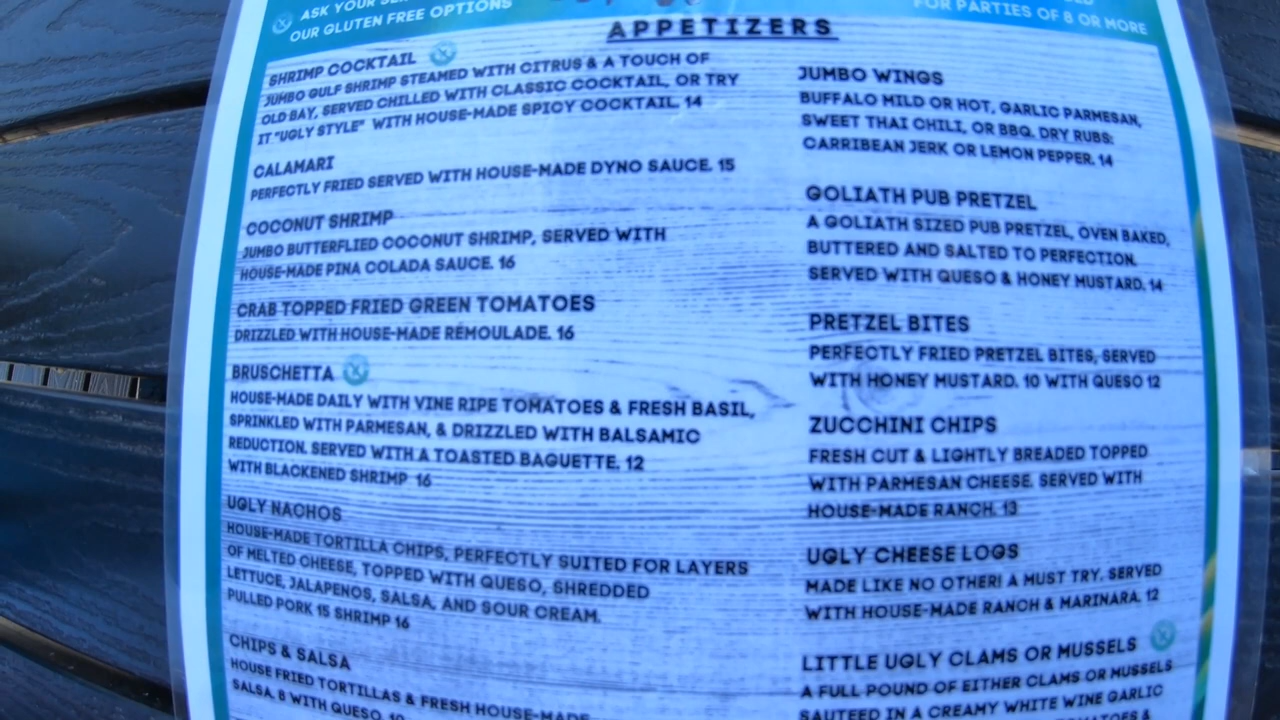 ASK YOUR
OUR GLUTEN FREE OPTIONS
FOR PARTIES OF 8 OR MORE
APPETIZERS
SHRIMP COCKTAIL
JUMBO GULF SHRIMP STEAMED WITH CITRUS & A TOUCH OF
OLD BAY, SERVED CHILLED WITH CLASSIC COCKTAIL, OR TRY
IT "UGLY STYLE" WITH HOUSE-MADE SPICY COCKTAIL. 14
CALAMARI
PERFECTLY FRIED SERVED WITH HOUSE-MADE DYNO SAUCE. 15
COCONUT SHRIMP
JUMBO BUTTERFLIED COCONUT SHRIMP, SERVED WITH
HOUSE-MADE PINA COLADA SAUCE. 16
CRAB TOPPED FRIED GREEN TOMATOES
DRIZZLED WITH HOUSE-MADE REMOULADE. 16
BRUSCHETTA
HOUSE-MADE DAILY WITH VINE RIPE TOMATOES & FRESH BASIL,
SPRINKLED WITH PARMESAN, & DRIZZLED WITH BALSAMIC
REDUCTION. SERVED WITH A TOASTED BAGUETTE. 12
WITH BLACKENED SHRIMP 16
UGLY NACHOS
HOUSE-MADE TORTILLA CHIPS, PERFECTLY SUITED FOR LAYERS
OF MELTED CHEESE, TOPPED WITH QUESO, SHREDDED
LETTUCE, JALAPENOS, SALSA, AND SOUR CREAM.
PULLED PORK 15 SHRIMP 16
CHIPS & SALSA
HOUSE FRIED TORTILLAS & FRESH HOUSE-MADE
SALSA. 8 WITH QUESO 10
JUMBO WINGS
BUFFALO MILD OR HOT, GARLIC PARMESAN,
SWEET THAI CHILI, OR BBQ. DRY RUBS:
CARRIBEAN JERK OR LEMON PEPPER. 14
GOLIATH PUB PRETZEL
A GOLIATH SIZED PUB PRETZEL, OVEN BAKED,
BUTTERED AND SALTED TO PERFECTION.
SERVED WITH QUESO & HONEY MUSTARD. 14
PRETZEL BITES
PERFECTLY FRIED PRETZEL BITES, SERVED
WITH HONEY MUSTARD. 10 WITH QUESO 12
ZUCCHINI CHIPS
FRESH CUT & LIGHTLY BREADED TOPPED
WITH PARMESAN CHEESE. SERVED WITH
HOUSE-MADE RANCH. 13
UGLY CHEESE LOGS
MADE LIKE NO OTHER! A MUST TRY. SERVED
WITH HOUSE-MADE RANCH & MARINARA. 12
LITTLE UGLY CLAMS OR MUSSELS
A FULL POUND OF EITHER CLAMS OR MUSSELS
SAUTEED IN A CREAMY WHITE WINE GARLIC